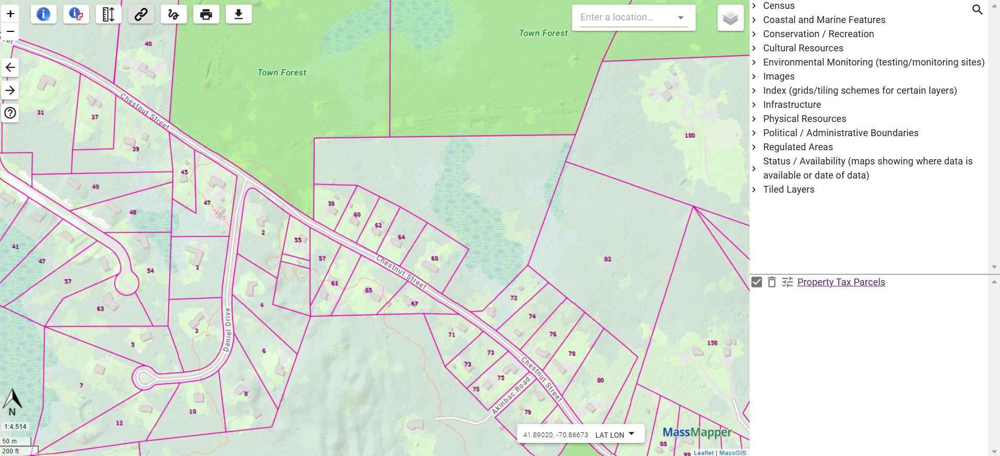 +
−
Enter a location...
Town Forest
Town Forest
40
31
37
Chestnut Street
39
180
45
40
47
48
148 ft
58
60
62
64
68
2
55
57
41
47
54
1
57
61
65
67
63
4
82
72
74
76
78
80
3
5
6
71
73
73
75
75
79
7
8
10
12
158
88
90
Daniel Drive
Chestnut Street
Chestnut Street
Akinbac Road
N
1:4,514
50 m
200 ft
41.89020, -70.86673 LAT LON
MassMapper
Leaflet | MassGIS
Census
Coastal and Marine Features
Conservation / Recreation
Cultural Resources
Environmental Monitoring (testing/monitoring sites)
Images
Index (grids/tiling schemes for certain layers)
Infrastructure
Physical Resources
Political / Administrative Boundaries
Regulated Areas
Status / Availability (maps showing where data is
available or date of data)
Tiled Layers
Property Tax Parcels